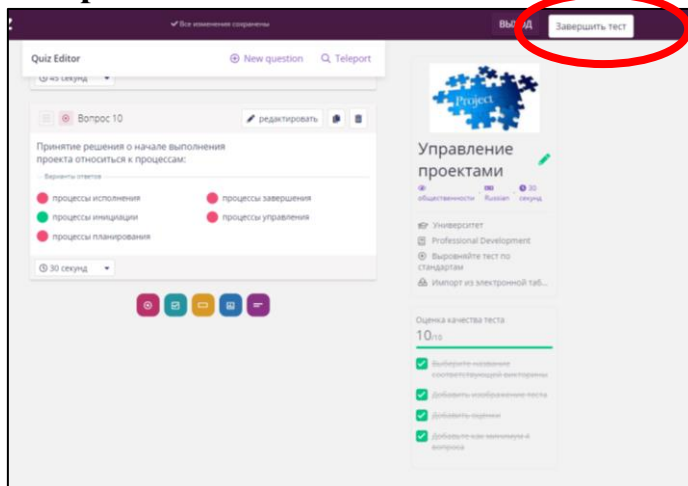 Все изменения сохранены
ВЫХОД
Завершить тест
Quiz Editor
New question
Teleport
45 секунд
Вопрос 10
редактировать
Принятие решения о начале выполнения
проекта относиться к процессам:
Варианты ответов
процессы исполнения
процессы завершения
процессы инициации
процессы управления
процессы планирования
30 секунд
Project
Управление
проектами
общественности
Russian
30
секунд
Университет
Professional Development
Выровняйте тест по
стандартам
Импорт из электронной таб...
Оценка качества теста
10/10
Выберите название
соответствующей викторины
Добавить изображение теста
Добавить оценки
Добавьте как минимум 4
вопроса